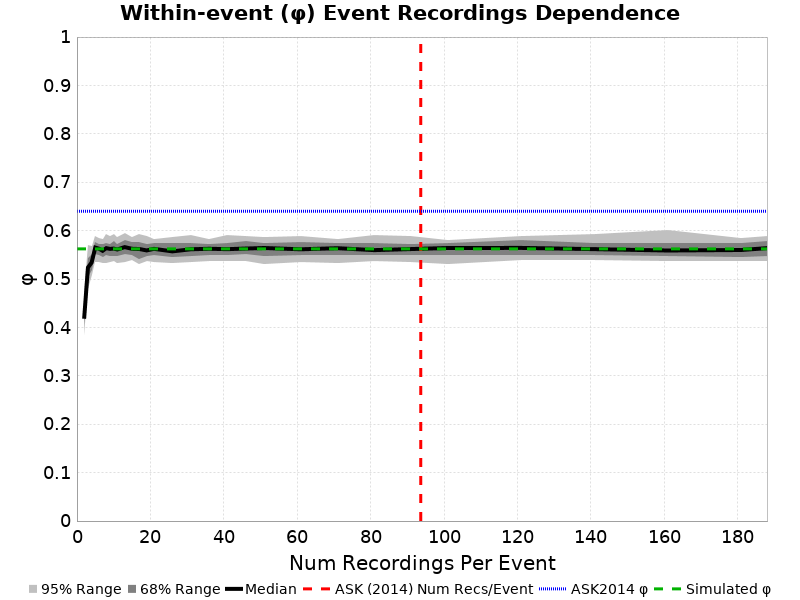 Within-event (φ) Event Recordings Dependence
1
0.9
0.8
0.7
0.6
0.5
0.4
0.3
0.2
0.1
0
φ
0 20 40 60 80 100 120 140 160 180
Num Recordings Per Event
95% Range 68% Range Median ASK (2014) Num Recs/Event ASK2014 φ Simulated φ